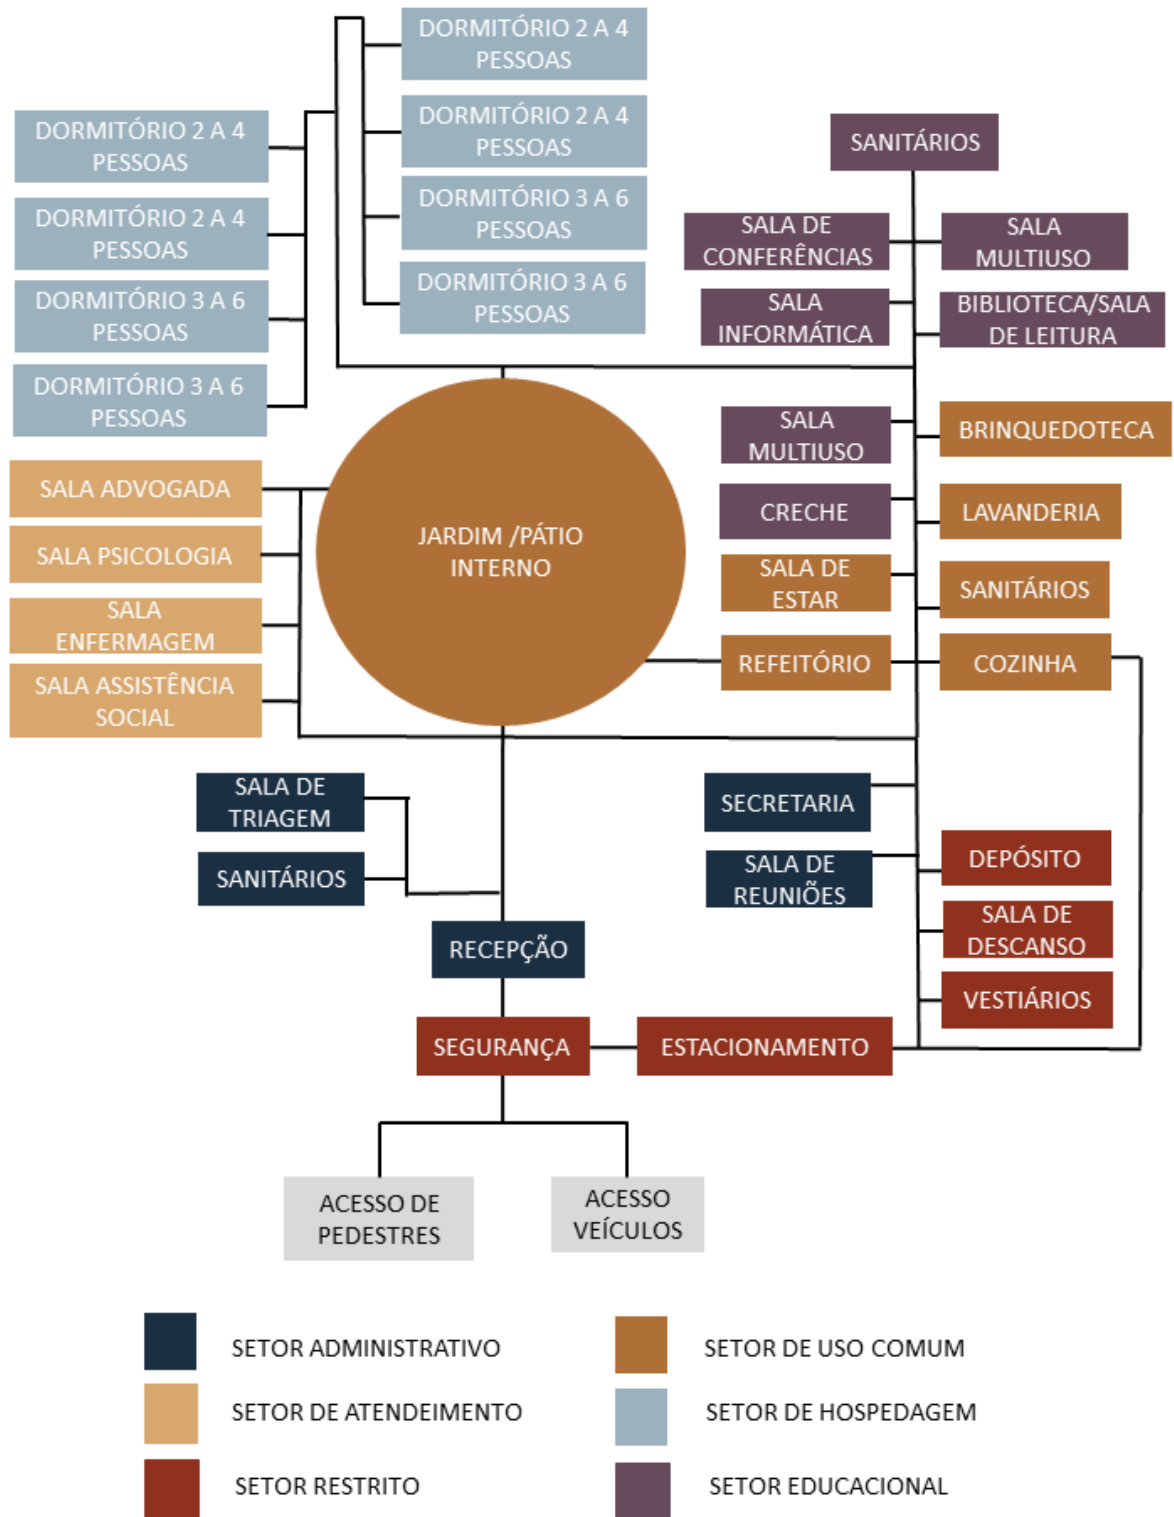 DORMITÓRIO 2 A 4
PESSOAS
DORMITÓRIO 2 A 4
PESSOAS
DORMITÓRIO 3 A 6
PESSOAS
DORMITÓRIO 3 A 6
PESSOAS
DORMITÓRIO 2 A 4
PESSOAS
DORMITÓRIO 2 A 4
PESSOAS
DORMITÓRIO 3 A 6
PESSOAS
DORMITÓRIO 3 A 6
PESSOAS
SANITÁRIOS
SALA DE
CONFERÊNCIAS
SALA
MULTIUSO
SALA
INFORMÁTICA
BIBLIOTECA/SALA
DE LEITURA
SALA
MULTIUSO
BRINQUEDOTECA
CRECHE
LAVANDERIA
SALA DE
ESTAR
SANITÁRIOS
REFEITÓRIO
COZINHA
SALA ADVOGADA
SALA PSICOLOGIA
SALA
ENFERMAGEM
SALA ASSISTÊNCIA
SOCIAL
JARDIM /PÁTIO
INTERNO
SALA DE
TRIAGEM
SANITÁRIOS
SECRETARIA
SALA DE
REUNIÕES
DEPÓSITO
SALA DE
DESCANSO
VESTIÁRIOS
RECEPÇÃO
SEGURANÇA
ESTACIONAMENTO
ACESSO DE
PEDESTRES
ACESSO
VEÍCULOS
SETOR ADMINISTRATIVO
SETOR DE USO COMUM
SETOR DE ATENDEIMENTO
SETOR DE HOSPEDAGEM
SETOR RESTRITO
SETOR EDUCACIONAL